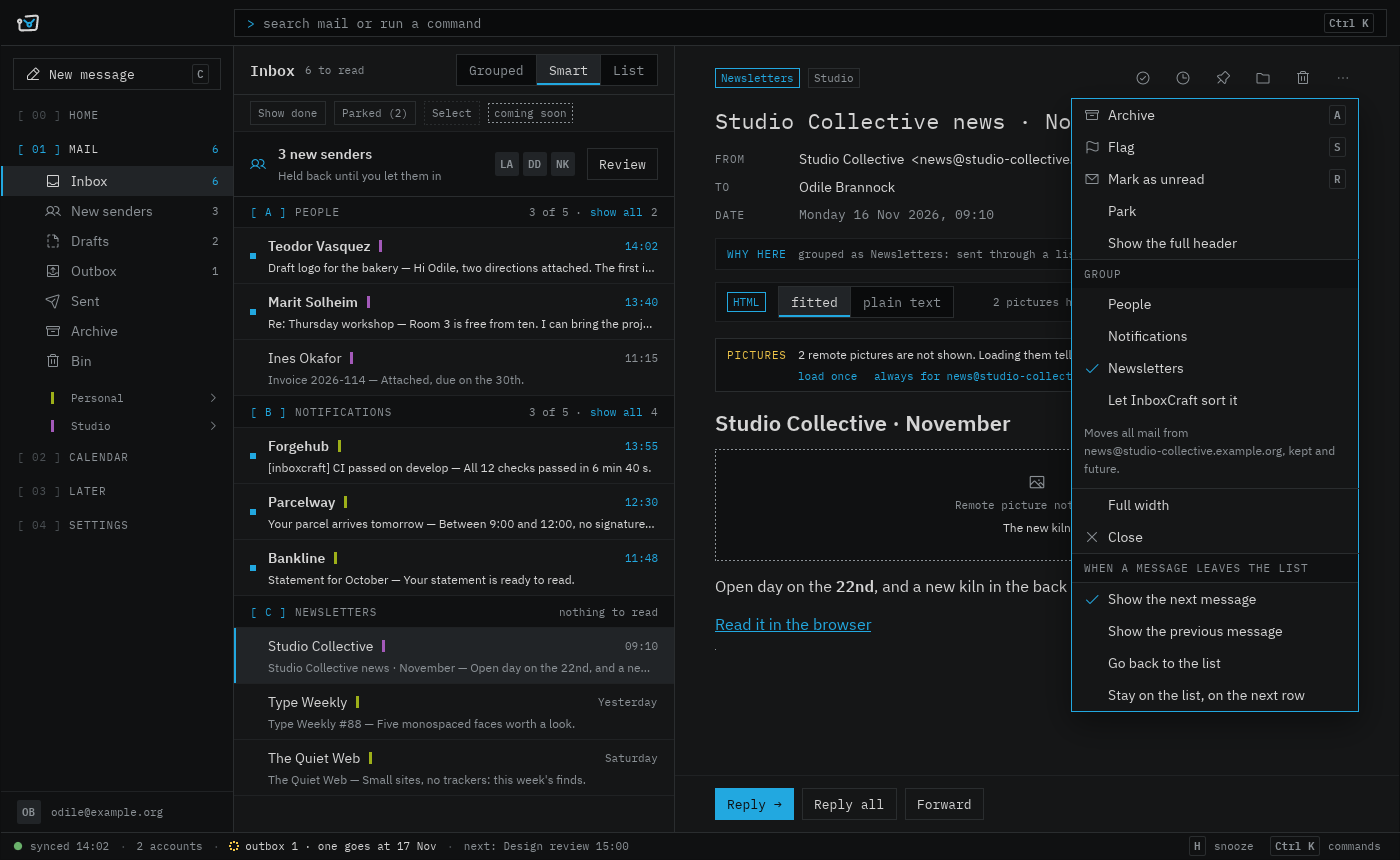 > search mail or run a command Ctrl K
New message C
[ 00 ] HOME
[ 01 ] MAIL 6
Inbox 6
New senders 3
Drafts 2
Outbox 1
Sent
Archive
Bin
Personal
Studio
[ 02 ] CALENDAR
[ 03 ] LATER
[ 04 ] SETTINGS
OB odile@example.org
Inbox 6 to read Grouped Smart List
Show done Parked (2) Select coming soon
3 new senders
Held back until you let them in
LA DD NK Review
[ A ] PEOPLE 3 of 5 · show all 2
Teodor Vasquez 14:02
Draft logo for the bakery — Hi Odile, two directions attached. The first i…
Marit Solheim 13:40
Re: Thursday workshop — Room 3 is free from ten. I can bring the proj…
Ines Okafor 11:15
Invoice 2026-114 — Attached, due on the 30th.
[ B ] NOTIFICATIONS 3 of 5 · show all 4
Forgehub 13:55
[inboxcraft] CI passed on develop — All 12 checks passed in 6 min 40 s.
Parcelway 12:30
Your parcel arrives tomorrow — Between 9:00 and 12:00, no signature…
Bankline 11:48
Statement for October — Your statement is ready to read.
[ C ] NEWSLETTERS nothing to read
Studio Collective 09:10
Studio Collective news · November — Open day on the 22nd, and a ne…
Type Weekly Yesterday
Type Weekly #88 — Five monospaced faces worth a look.
The Quiet Web Saturday
The Quiet Web — Small sites, no trackers: this week's finds.
Newsletters Studio
Studio Collective news · No
FROM Studio Collective <news@studio-collective.
TO Odile Brannock
DATE Monday 16 Nov 2026, 09:10
WHY HERE grouped as Newsletters: sent through a lis
HTML fitted plain text 2 pictures h
PICTURES 2 remote pictures are not shown. Loading them tell
load once always for news@studio-collect
Studio Collective · November
Remote picture not
The new kiln
Open day on the 22nd, and a new kiln in the back
Read it in the browser
Archive A
Flag S
Mark as unread R
Park
Show the full header
GROUP
People
Notifications
Newsletters
Let InboxCraft sort it
Moves all mail from
news@studio-collective.example.org, kept and
future.
Full width
Close
WHEN A MESSAGE LEAVES THE LIST
Show the next message
Show the previous message
Go back to the list
Stay on the list, on the next row
Reply → Reply all Forward
synced 14:02 · 2 accounts · outbox 1 · one goes at 17 Nov · next: Design review 15:00 H snooze Ctrl K commands